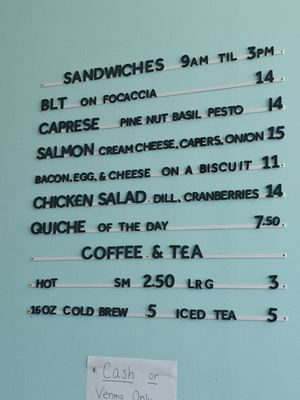 SANDWICHES 9AM TIL 3PM
BLT ON FOCACCIA 14
CAPRESE PINE NUT BASIL PESTO 14
SALMON CREAM CHEESE, CAPERS, ONION 15
BACON, EGG, & CHEESE ON A BISCUIT 11.
CHICKEN SALAD. DILL, CRANBERRIES 14
QUICHE OF THE DAY 7.50
COFFEE & TEA
HOT SM 2.50 LRG 3.
16OZ COLD BREW .5 ICED TEA 5
* Cash or
Venmo Only